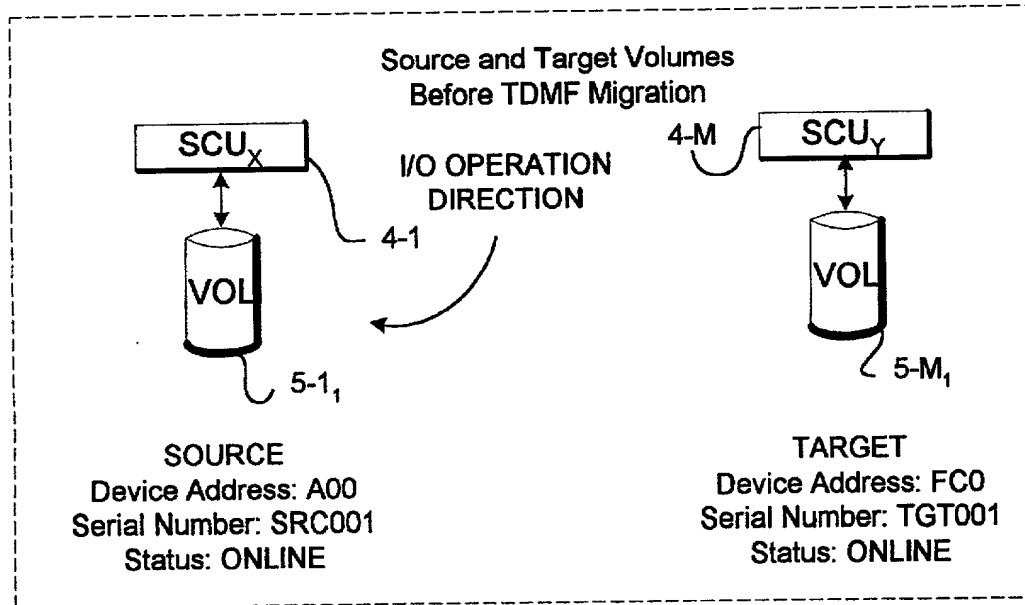 Source and Target Volumes
Before TDMF Migration
SCUX
4-M
SCUY
I/O OPERATION
DIRECTION
4-1
VOL
VOL
5-1₁
5-M₁
SOURCE
Device Address: A00
Serial Number: SRC001
Status: ONLINE
TARGET
Device Address: FC0
Serial Number: TGT001
Status: ONLINE